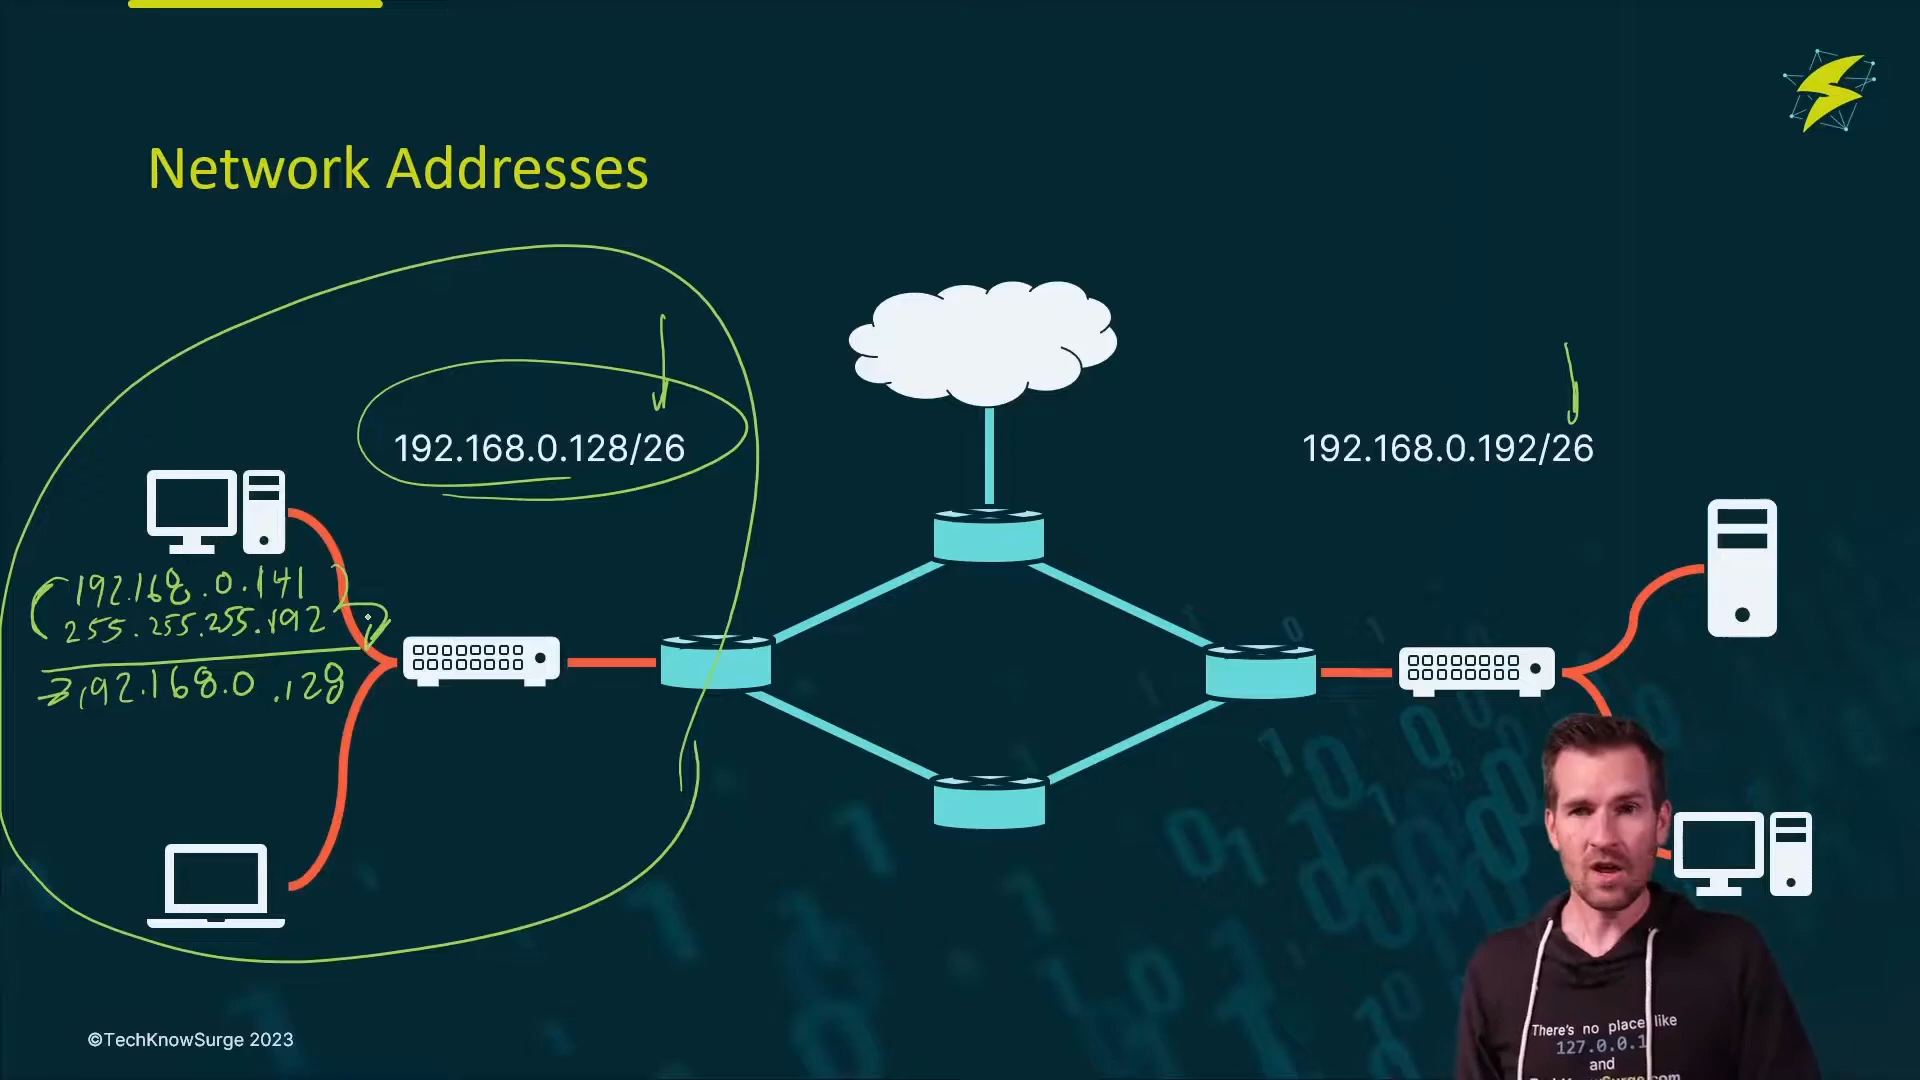 Network Addresses
192.168.0.128/26
192.168.0.192/26
192.168.0.141
255.255.255.192
192.168.0.128
©TechKnowSurge 2023
There's no place like
127.0.0.1
and